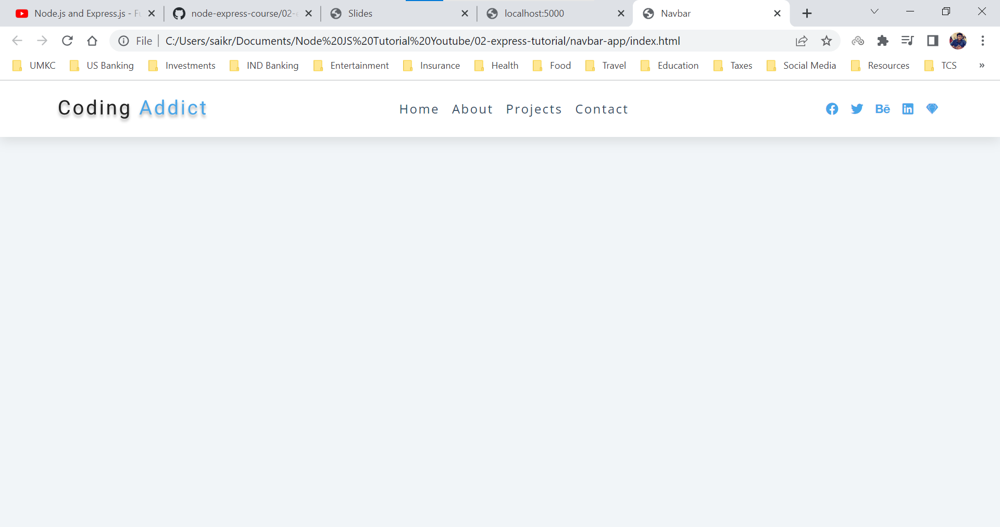 Node.js and Express.js - Fu
node-express-course/02-e
Slides
localhost:5000
Navbar
File
C:/Users/saikr/Documents/Node%20JS%20Tutorial%20Youtube/02-express-tutorial/navbar-app/index.html
UMKC US Banking Investments IND Banking Entertainment Insurance Health Food Travel Education Taxes Social Media Resources TCS »
Coding Addict
Home About Projects Contact
Bē in